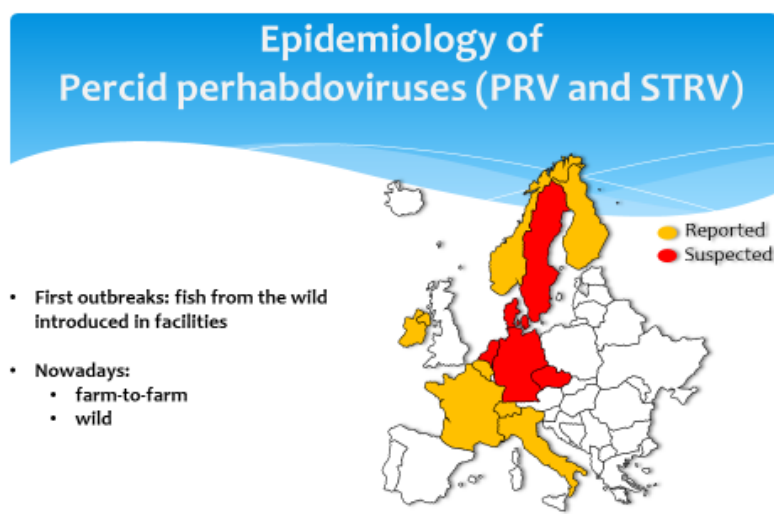 Epidemiology of
Percid perhabdoviruses (PRV and STRV)
Reported
Suspected
• First outbreaks: fish from the wild
introduced in facilities
• Nowadays:
• farm-to-farm
• wild